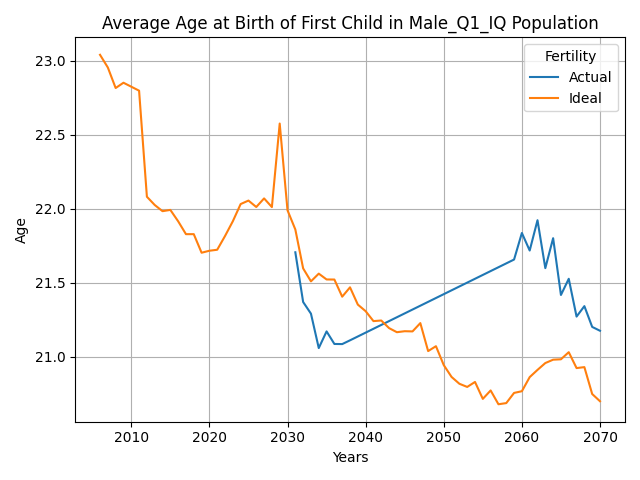 Average Age at Birth of First Child in Male_Q1_IQ Population
Fertility
Actual
Ideal
23.0
22.5
22.0
21.5
21.0
Age
2010
2020
2030
2040
2050
2060
2070
Years